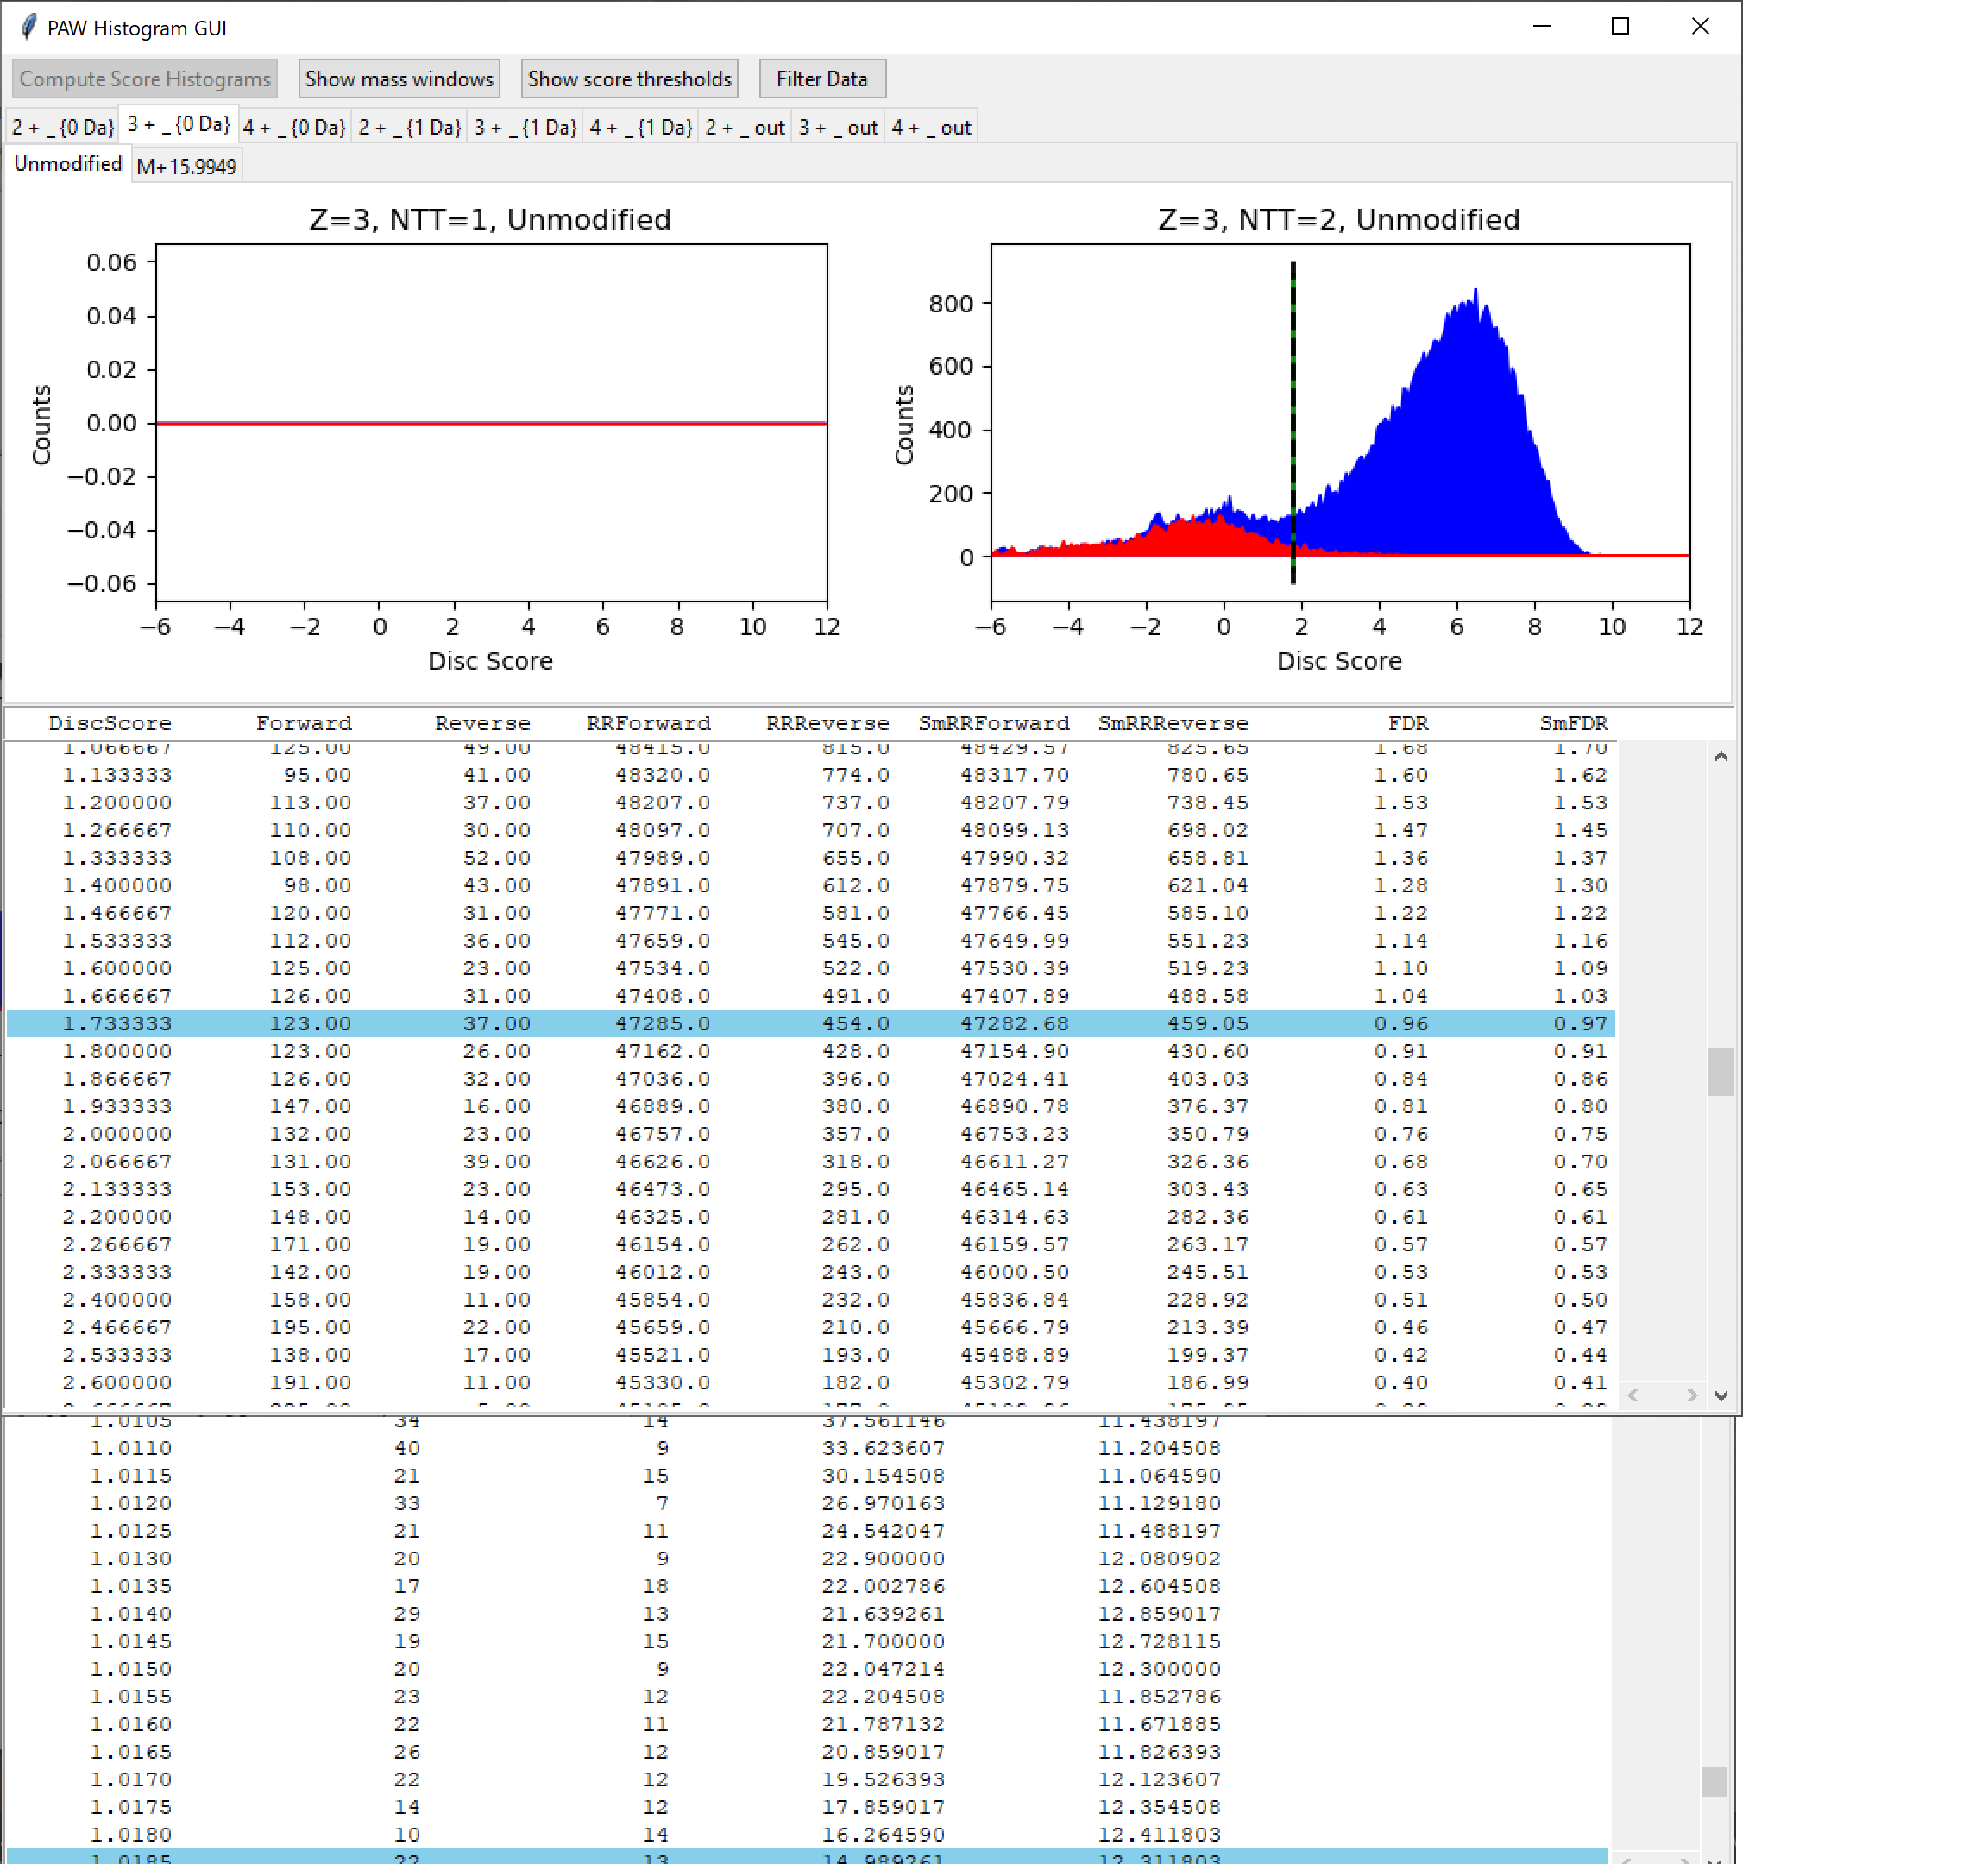 PAW Histogram GUI
Compute Score Histograms Show mass windows Show score thresholds Filter Data
2 + _ {0 Da} 3 + _ {0 Da} 4 + _ {0 Da} 2 + _ {1 Da} 3 + _ {1 Da} 4 + _ {1 Da} 2 + _ out 3 + _ out 4 + _ out
Unmodified M+15.9949
Z=3, NTT=1, Unmodified
0.06
0.04
0.02
0.00
−0.02
−0.04
−0.06
Counts
−6 −4 −2 0 2 4 6 8 10 12
Disc Score
Z=3, NTT=2, Unmodified
800
600
400
200
0
Counts
−6 −4 −2 0 2 4 6 8 10 12
Disc Score
DiscScore Forward Reverse RRForward RRReverse SmRRForward SmRRReverse FDR SmFDR
1.066667 125.00 49.00 48415.0 815.0 48429.57 825.65 1.68 1.70
1.133333 95.00 41.00 48320.0 774.0 48317.70 780.65 1.60 1.62
1.200000 113.00 37.00 48207.0 737.0 48207.79 738.45 1.53 1.53
1.266667 110.00 30.00 48097.0 707.0 48099.13 698.02 1.47 1.45
1.333333 108.00 52.00 47989.0 655.0 47990.32 658.81 1.36 1.37
1.400000 98.00 43.00 47891.0 612.0 47879.75 621.04 1.28 1.30
1.466667 120.00 31.00 47771.0 581.0 47766.45 585.10 1.22 1.22
1.533333 112.00 36.00 47659.0 545.0 47649.99 551.23 1.14 1.16
1.600000 125.00 23.00 47534.0 522.0 47530.39 519.23 1.10 1.09
1.666667 126.00 31.00 47408.0 491.0 47407.89 488.58 1.04 1.03
1.733333 123.00 37.00 47285.0 454.0 47282.68 459.05 0.96 0.97
1.800000 123.00 26.00 47162.0 428.0 47154.90 430.60 0.91 0.91
1.866667 126.00 32.00 47036.0 396.0 47024.41 403.03 0.84 0.86
1.933333 147.00 16.00 46889.0 380.0 46890.78 376.37 0.81 0.80
2.000000 132.00 23.00 46757.0 357.0 46753.23 350.79 0.76 0.75
2.066667 131.00 39.00 46626.0 318.0 46611.27 326.36 0.68 0.70
2.133333 153.00 23.00 46473.0 295.0 46465.14 303.43 0.63 0.65
2.200000 148.00 14.00 46325.0 281.0 46314.63 282.36 0.61 0.61
2.266667 171.00 19.00 46154.0 262.0 46159.57 263.17 0.57 0.57
2.333333 142.00 19.00 46012.0 243.0 46000.50 245.51 0.53 0.53
2.400000 158.00 11.00 45854.0 232.0 45836.84 228.92 0.51 0.50
2.466667 195.00 22.00 45659.0 210.0 45666.79 213.39 0.46 0.47
2.533333 138.00 17.00 45521.0 193.0 45488.89 199.37 0.42 0.44
2.600000 191.00 11.00 45330.0 182.0 45302.79 186.99 0.40 0.41
1.0105 34 14 37.561146 11.438197
1.0110 40 9 33.623607 11.204508
1.0115 21 15 30.154508 11.064590
1.0120 33 7 26.970163 11.129180
1.0125 21 11 24.542047 11.488197
1.0130 20 9 22.900000 12.080902
1.0135 17 18 22.002786 12.604508
1.0140 29 13 21.639261 12.859017
1.0145 19 15 21.700000 12.728115
1.0150 20 9 22.047214 12.300000
1.0155 23 12 22.204508 11.852786
1.0160 22 11 21.787132 11.671885
1.0165 26 12 20.859017 11.826393
1.0170 22 12 19.526393 12.123607
1.0175 14 12 17.859017 12.354508
1.0180 10 14 16.264590 12.411803
1.0185 22 13 14.989261 12.311803